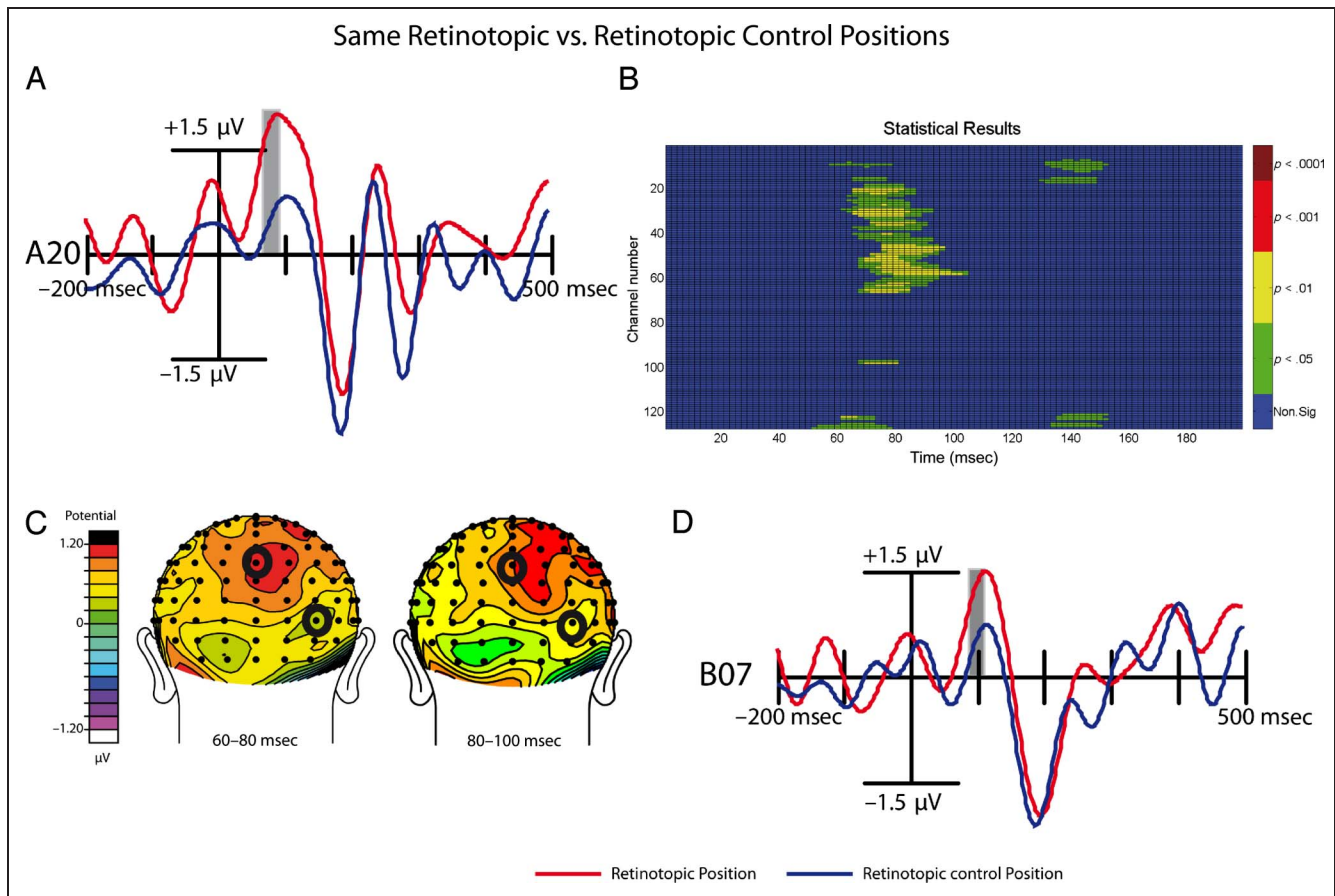 Same Retinotopic vs. Retinotopic Control Positions
A
+1.5 µV
A20
−200 msec
500 msec
−1.5 µV
B
Statistical Results
Channel number
20
40
60
80
100
120
20 40 60 80 100 120 140 160 180
Time (msec)
p < .0001
p < .001
p < .01
p < .05
Non.Sig
C
Potential
1.20
0
−1.20
µV
60–80 msec
80–100 msec
D
+1.5 µV
B07
−200 msec
500 msec
−1.5 µV
Retinotopic Position
Retinotopic control Position